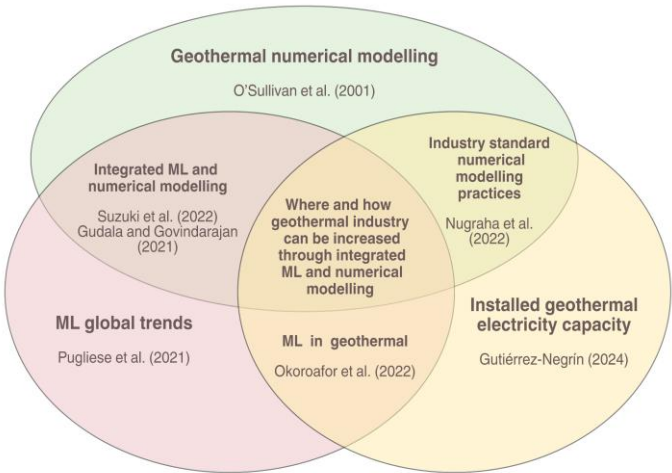 Geothermal numerical modelling
O'Sullivan et al. (2001)
Integrated ML and
numerical modelling
Suzuki et al. (2022)
Gudala and Govindarajan
(2021)
Where and how
geothermal industry
can be increased
through integrated
ML and numerical
modelling
Industry standard
numerical
modelling
practices
Nugraha et al.
(2022)
ML global trends
Pugliese et al. (2021)
ML in geothermal
Okoroafor et al. (2022)
Installed geothermal
electricity capacity
Gutiérrez-Negrín (2024)